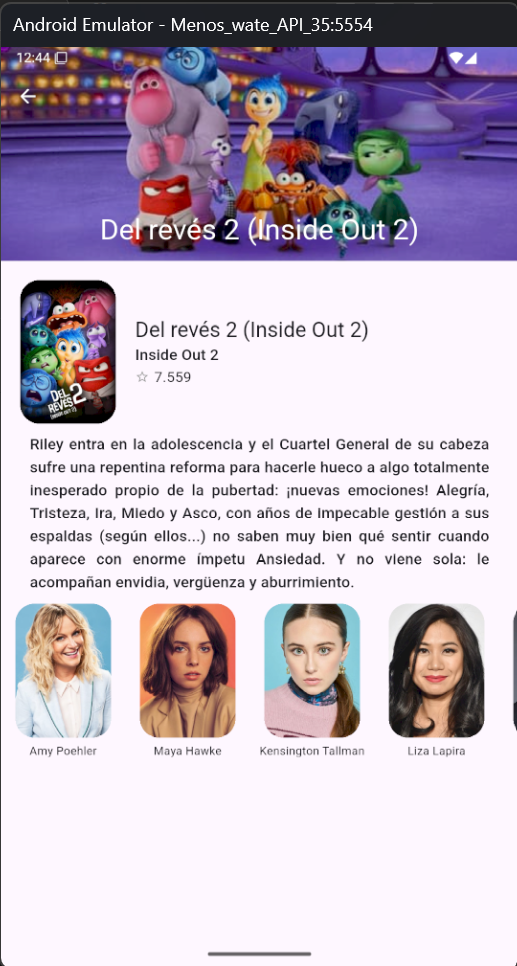 Android Emulator - Menos_wate_API_35:5554
12:44
Del revés 2 (Inside Out 2)
DEL
REVÉS 2
(INSIDE OUT 2)
Del revés 2 (Inside Out 2)
Inside Out 2
☆ 7.559
Riley entra en la adolescencia y el Cuartel General de su cabeza
sufre una repentina reforma para hacerle hueco a algo totalmente
inesperado propio de la pubertad: ¡nuevas emociones! Alegría,
Tristeza, Ira, Miedo y Asco, con años de impecable gestión a sus
espaldas (según ellos...) no saben muy bien qué sentir cuando
aparece con enorme ímpetu Ansiedad. Y no viene sola: le
acompañan envidia, vergüenza y aburrimiento.
Amy Poehler
Maya Hawke
Kensington Tallman
Liza Lapira